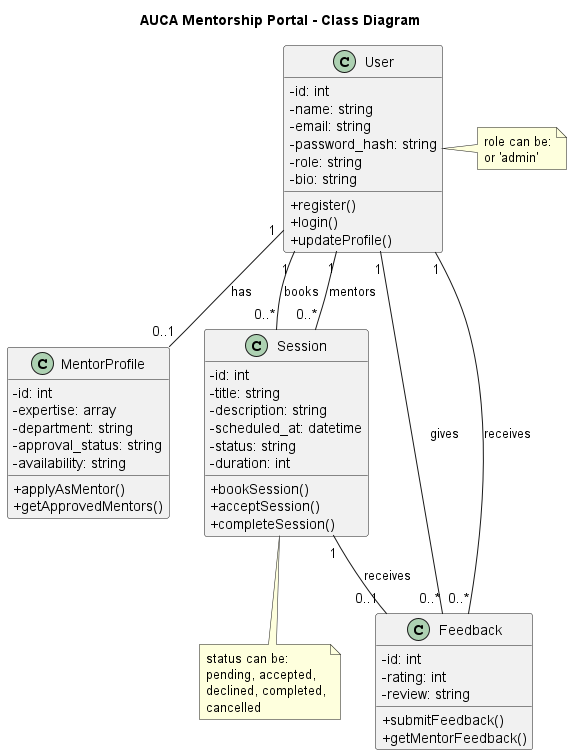 AUCA Mentorship Portal - Class Diagram
C User
-id: int
-name: string
-email: string
-password_hash: string
-role: string
-bio: string
+register()
+login()
+updateProfile()
role can be:
or 'admin'
1
1
1
1
1
has
books
mentors
0..1
0..*
0..*
C MentorProfile
-id: int
-expertise: array
-department: string
-approval_status: string
-availability: string
+applyAsMentor()
+getApprovedMentors()
C Session
-id: int
-title: string
-description: string
-scheduled_at: datetime
-status: string
-duration: int
+bookSession()
+acceptSession()
+completeSession()
gives
receives
1
receives
0..1
0..*
0..*
status can be:
pending, accepted,
declined, completed,
cancelled
C Feedback
-id: int
-rating: int
-review: string
+submitFeedback()
+getMentorFeedback()